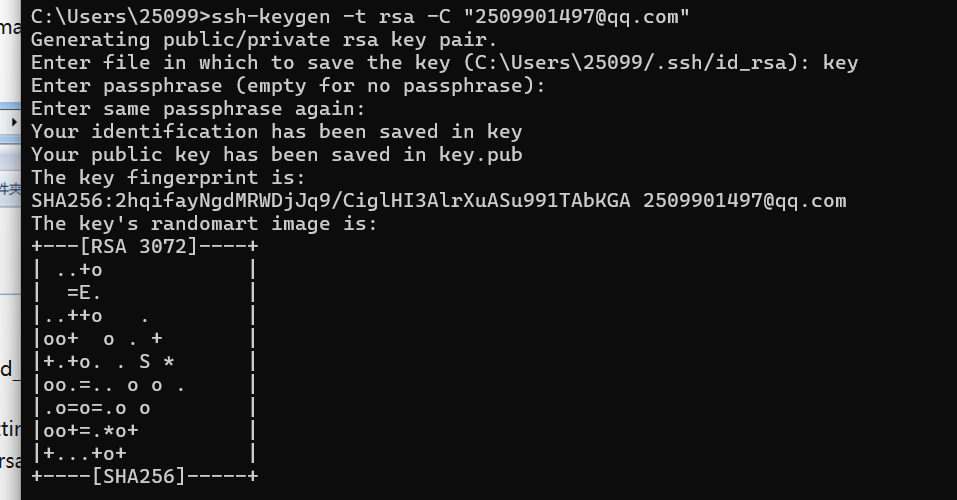 C:\Users\25099>ssh-keygen -t rsa -C "2509901497@qq.com"
Generating public/private rsa key pair.
Enter file in which to save the key (C:\Users\25099/.ssh/id_rsa): key
Enter passphrase (empty for no passphrase):
Enter same passphrase again:
Your identification has been saved in key
Your public key has been saved in key.pub
The key fingerprint is:
SHA256:2hqifayNgdMRWDjJq9/CiglHI3AlrXuASu991TAbKGA 2509901497@qq.com
The key's randomart image is:
+---[RSA 3072]----+
| ..+o            |
|  =E.            |
|..++o   .        |
|oo+  o . +       |
|+.+o. . S *      |
|oo.=.. o o .     |
|.o=o=.o o        |
|oo+=.*o+         |
|+...+o+          |
+----[SHA256]-----+